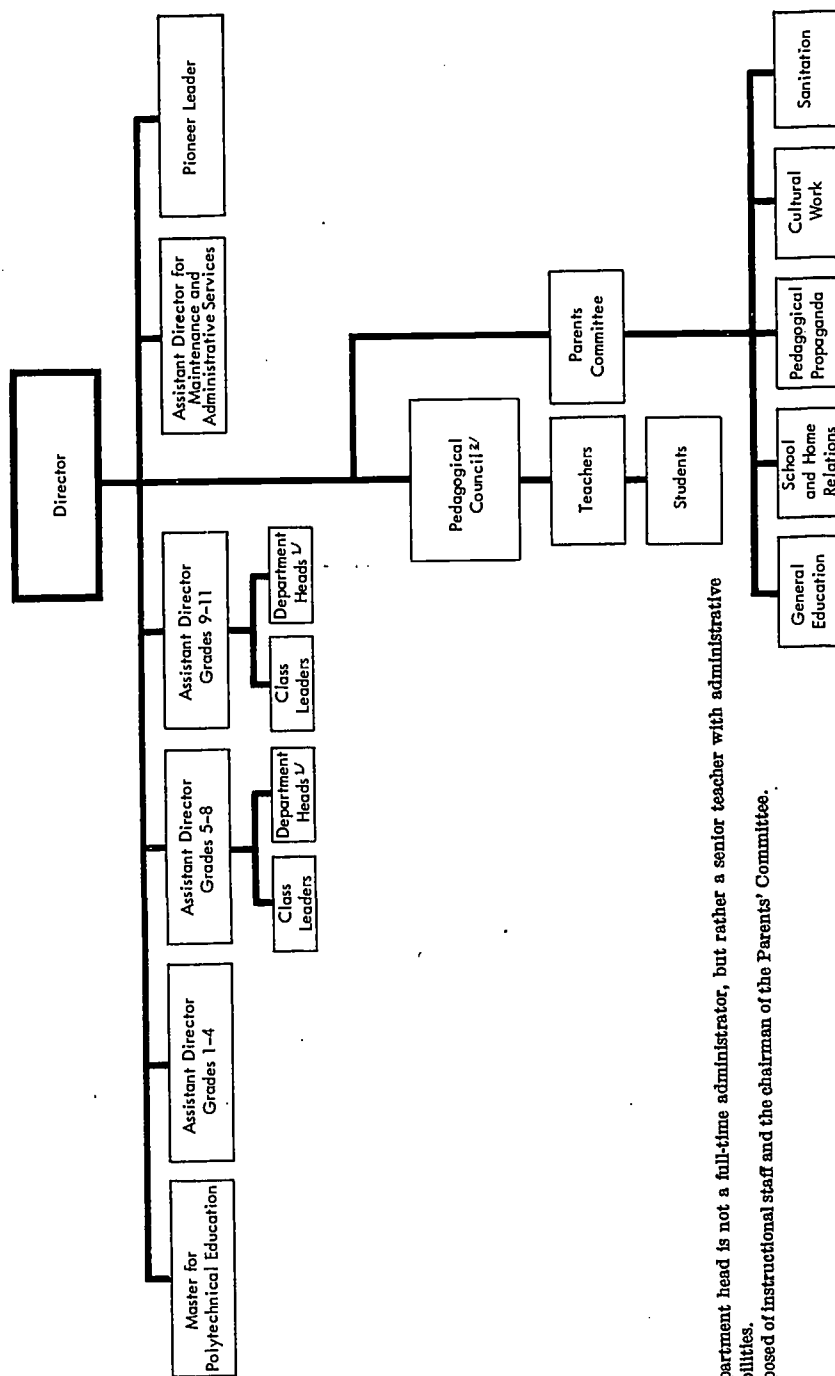 Director
Master for
Polytechnical Education
Assistant Director
Grades 1-4
Assistant Director
Grades 5-8
Assistant Director
Grades 9-11
Assistant Director for
Maintenance and
Administrative Services
Pioneer Leader
Class
Leaders
Department
Heads 1/
Class
Leaders
Department
Heads 1/
Pedagogical
Council 2/
Parents
Committee
Teachers
Students
General
Education
School
and Home
Relations
Pedagogical
Propaganda
Cultural
Work
Sanitation
partment head is not a full-time administrator, but rather a senior teacher with administrative
bilities.
posed of instructional staff and the chairman of the Parents' Committee.